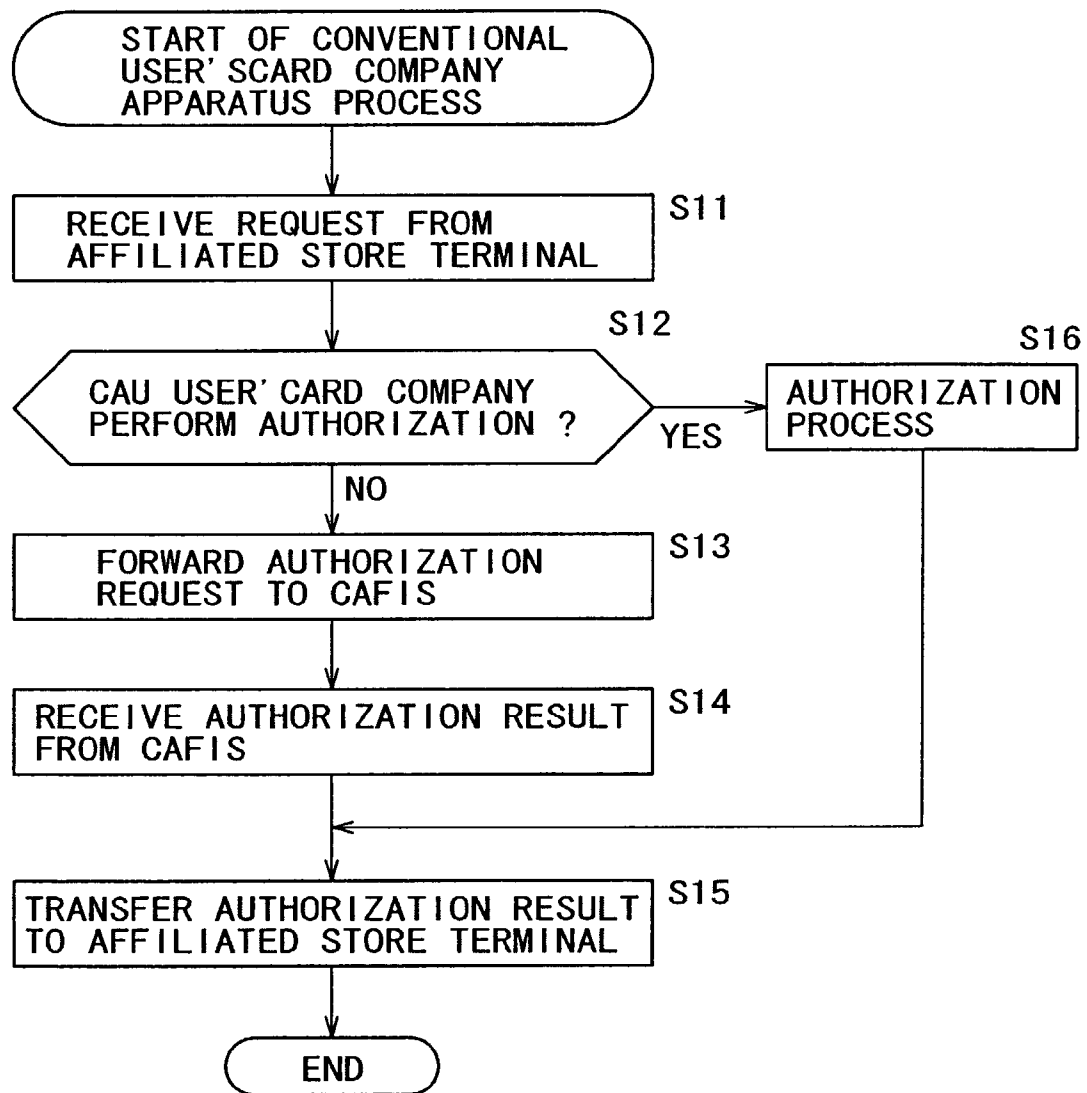 START OF CONVENTIONAL
USER'SCARD COMPANY
APPARATUS PROCESS
S11
RECEIVE REQUEST FROM
AFFILIATED STORE TERMINAL
S12
CAU USER'CARD COMPANY
PERFORM AUTHORIZATION ?
YES
S16
AUTHORIZATION
PROCESS
NO
S13
FORWARD AUTHORIZATION
REQUEST TO CAFIS
S14
RECEIVE AUTHORIZATION RESULT
FROM CAFIS
S15
TRANSFER AUTHORIZATION RESULT
TO AFFILIATED STORE TERMINAL
END